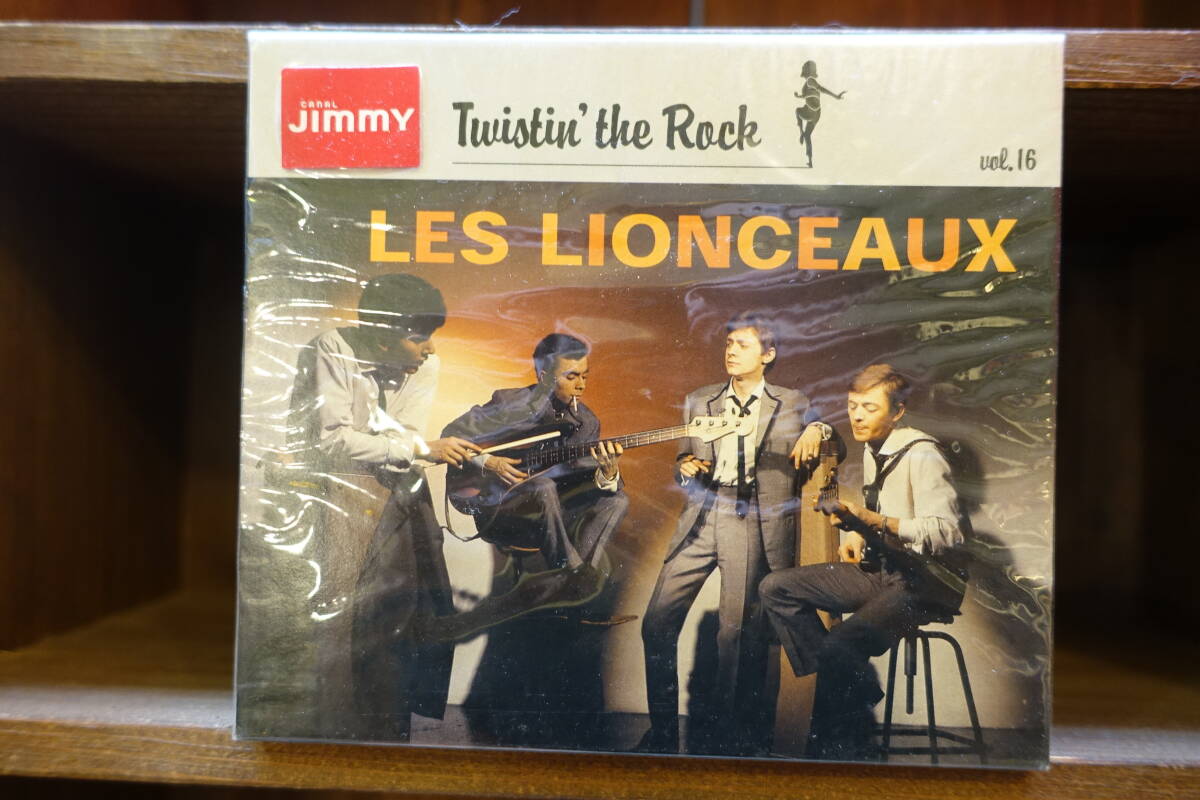 CANAL
JIMMY
Twistin' the Rock
vol.16
LES LIONCEAUX